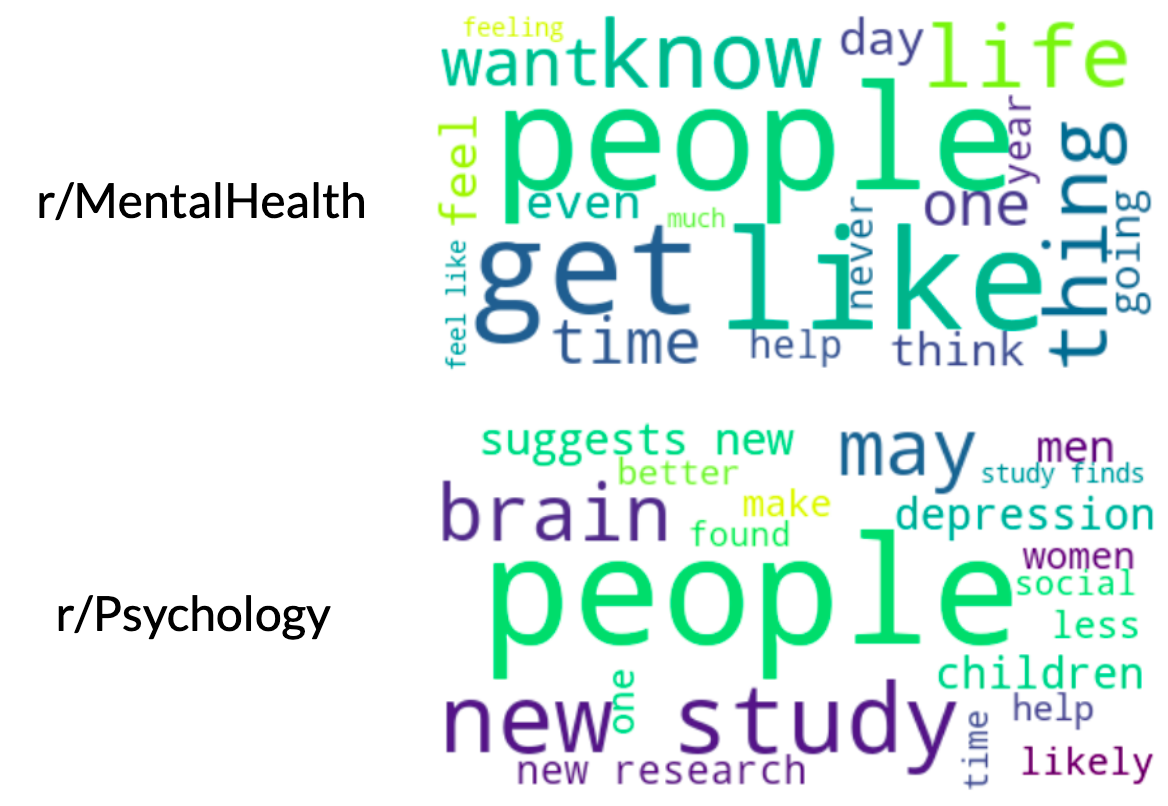 r/MentalHealth
feeling
want know day life
feel people year thing
even much one going
feel like get like never
time help think
r/Psychology
suggests new may men
better study finds
brain make depression
found
people women
social
less
children
new study one help
new research time likely